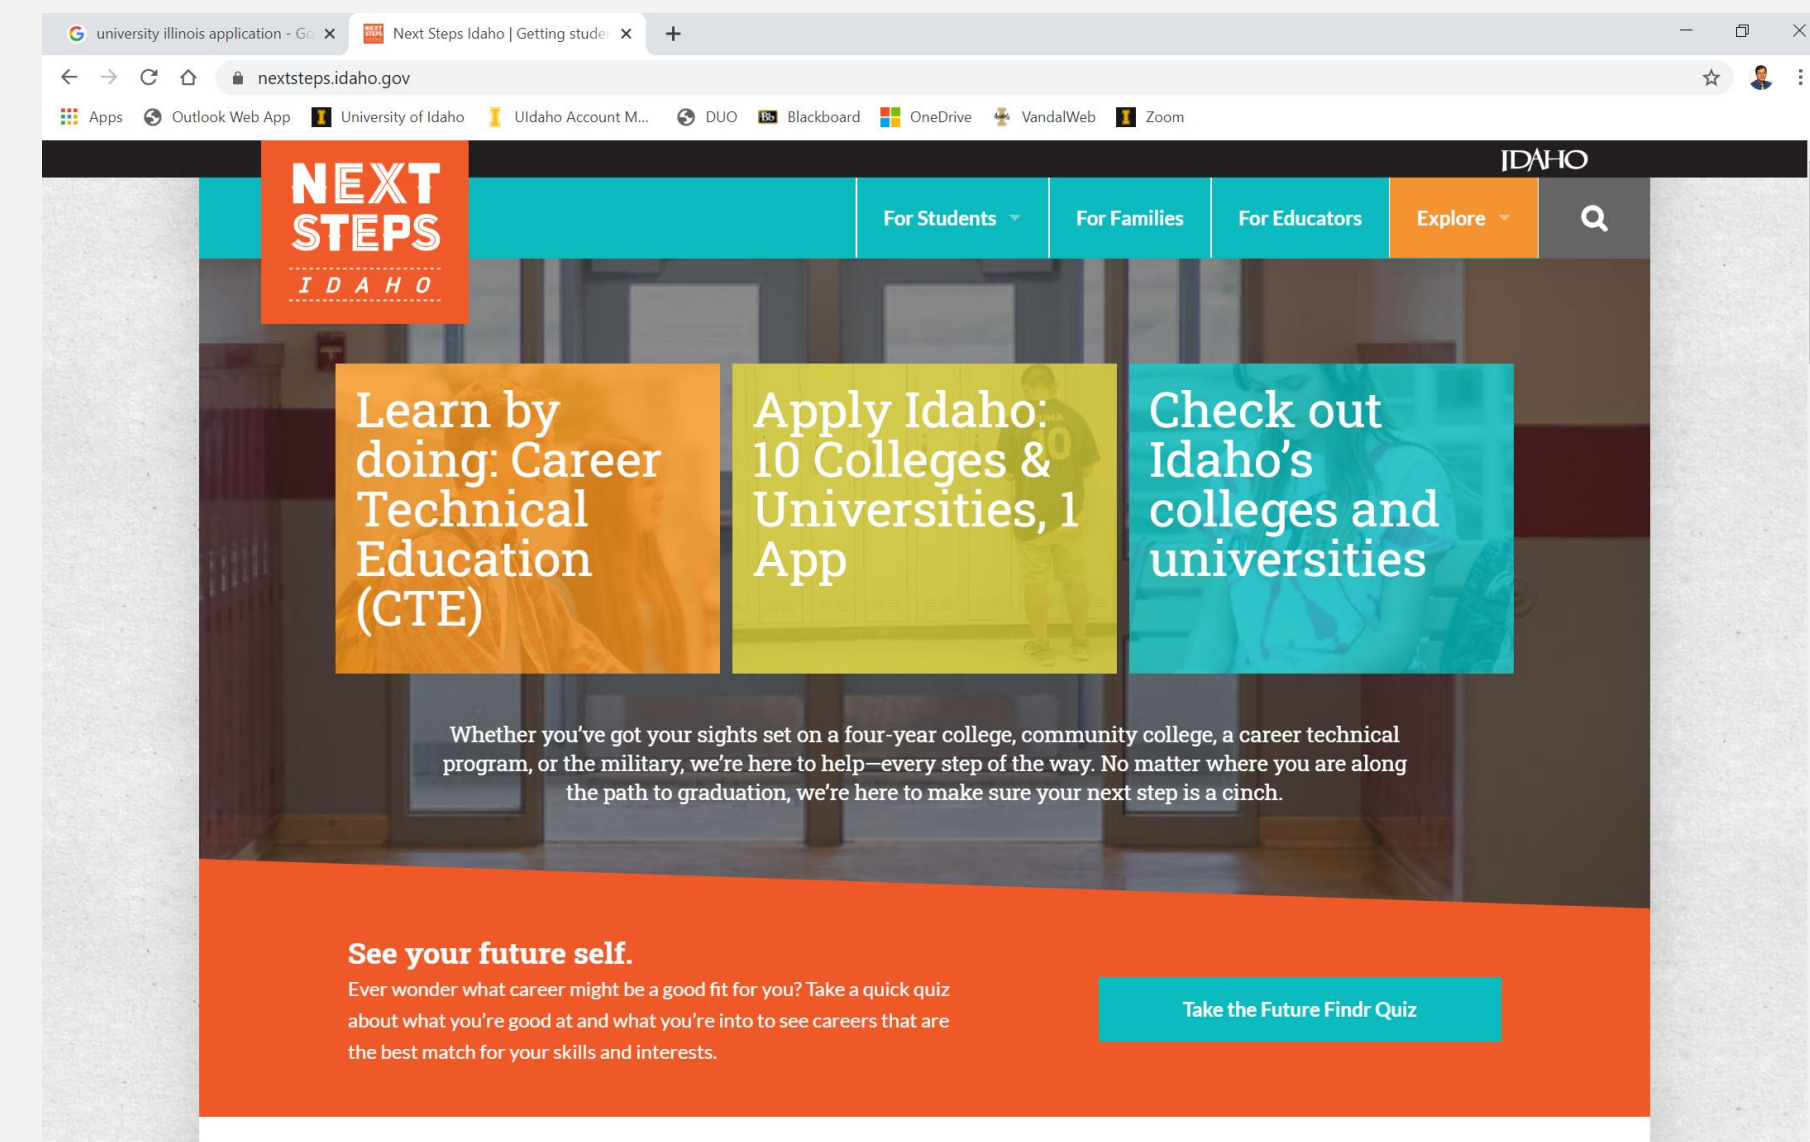 university illinois application - Go
Next Steps Idaho | Getting studen
nextsteps.idaho.gov
Apps
Outlook Web App
University of Idaho
UIdaho Account M...
DUO
Bb
Blackboard
OneDrive
VandalWeb
Zoom
IDAHO
NEXT
STEPS
IDAHO
For Students
For Families
For Educators
Explore
Learn by
doing: Career
Technical
Education
(CTE)
Apply Idaho:
10 Colleges &
Universities, 1
App
Check out
Idaho’s
colleges and
universities
Whether you’ve got your sights set on a four-year college, community college, a career technical
program, or the military, we’re here to help—every step of the way. No matter where you are along
the path to graduation, we’re here to make sure your next step is a cinch.
See your future self.
Ever wonder what career might be a good fit for you? Take a quick quiz
about what you’re good at and what you’re into to see careers that are
the best match for your skills and interests.
Take the Future Findr Quiz